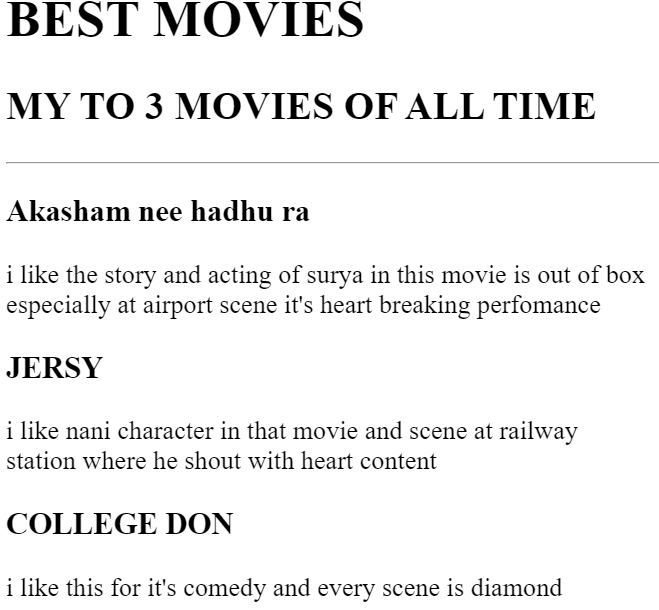 BEST MOVIES
MY TO 3 MOVIES OF ALL TIME
Akasham nee hadhu ra
i like the story and acting of surya in this movie is out of box
especially at airport scene it's heart breaking perfomance
JERSY
i like nani character in that movie and scene at railway
station where he shout with heart content
COLLEGE DON
i like this for it's comedy and every scene is diamond